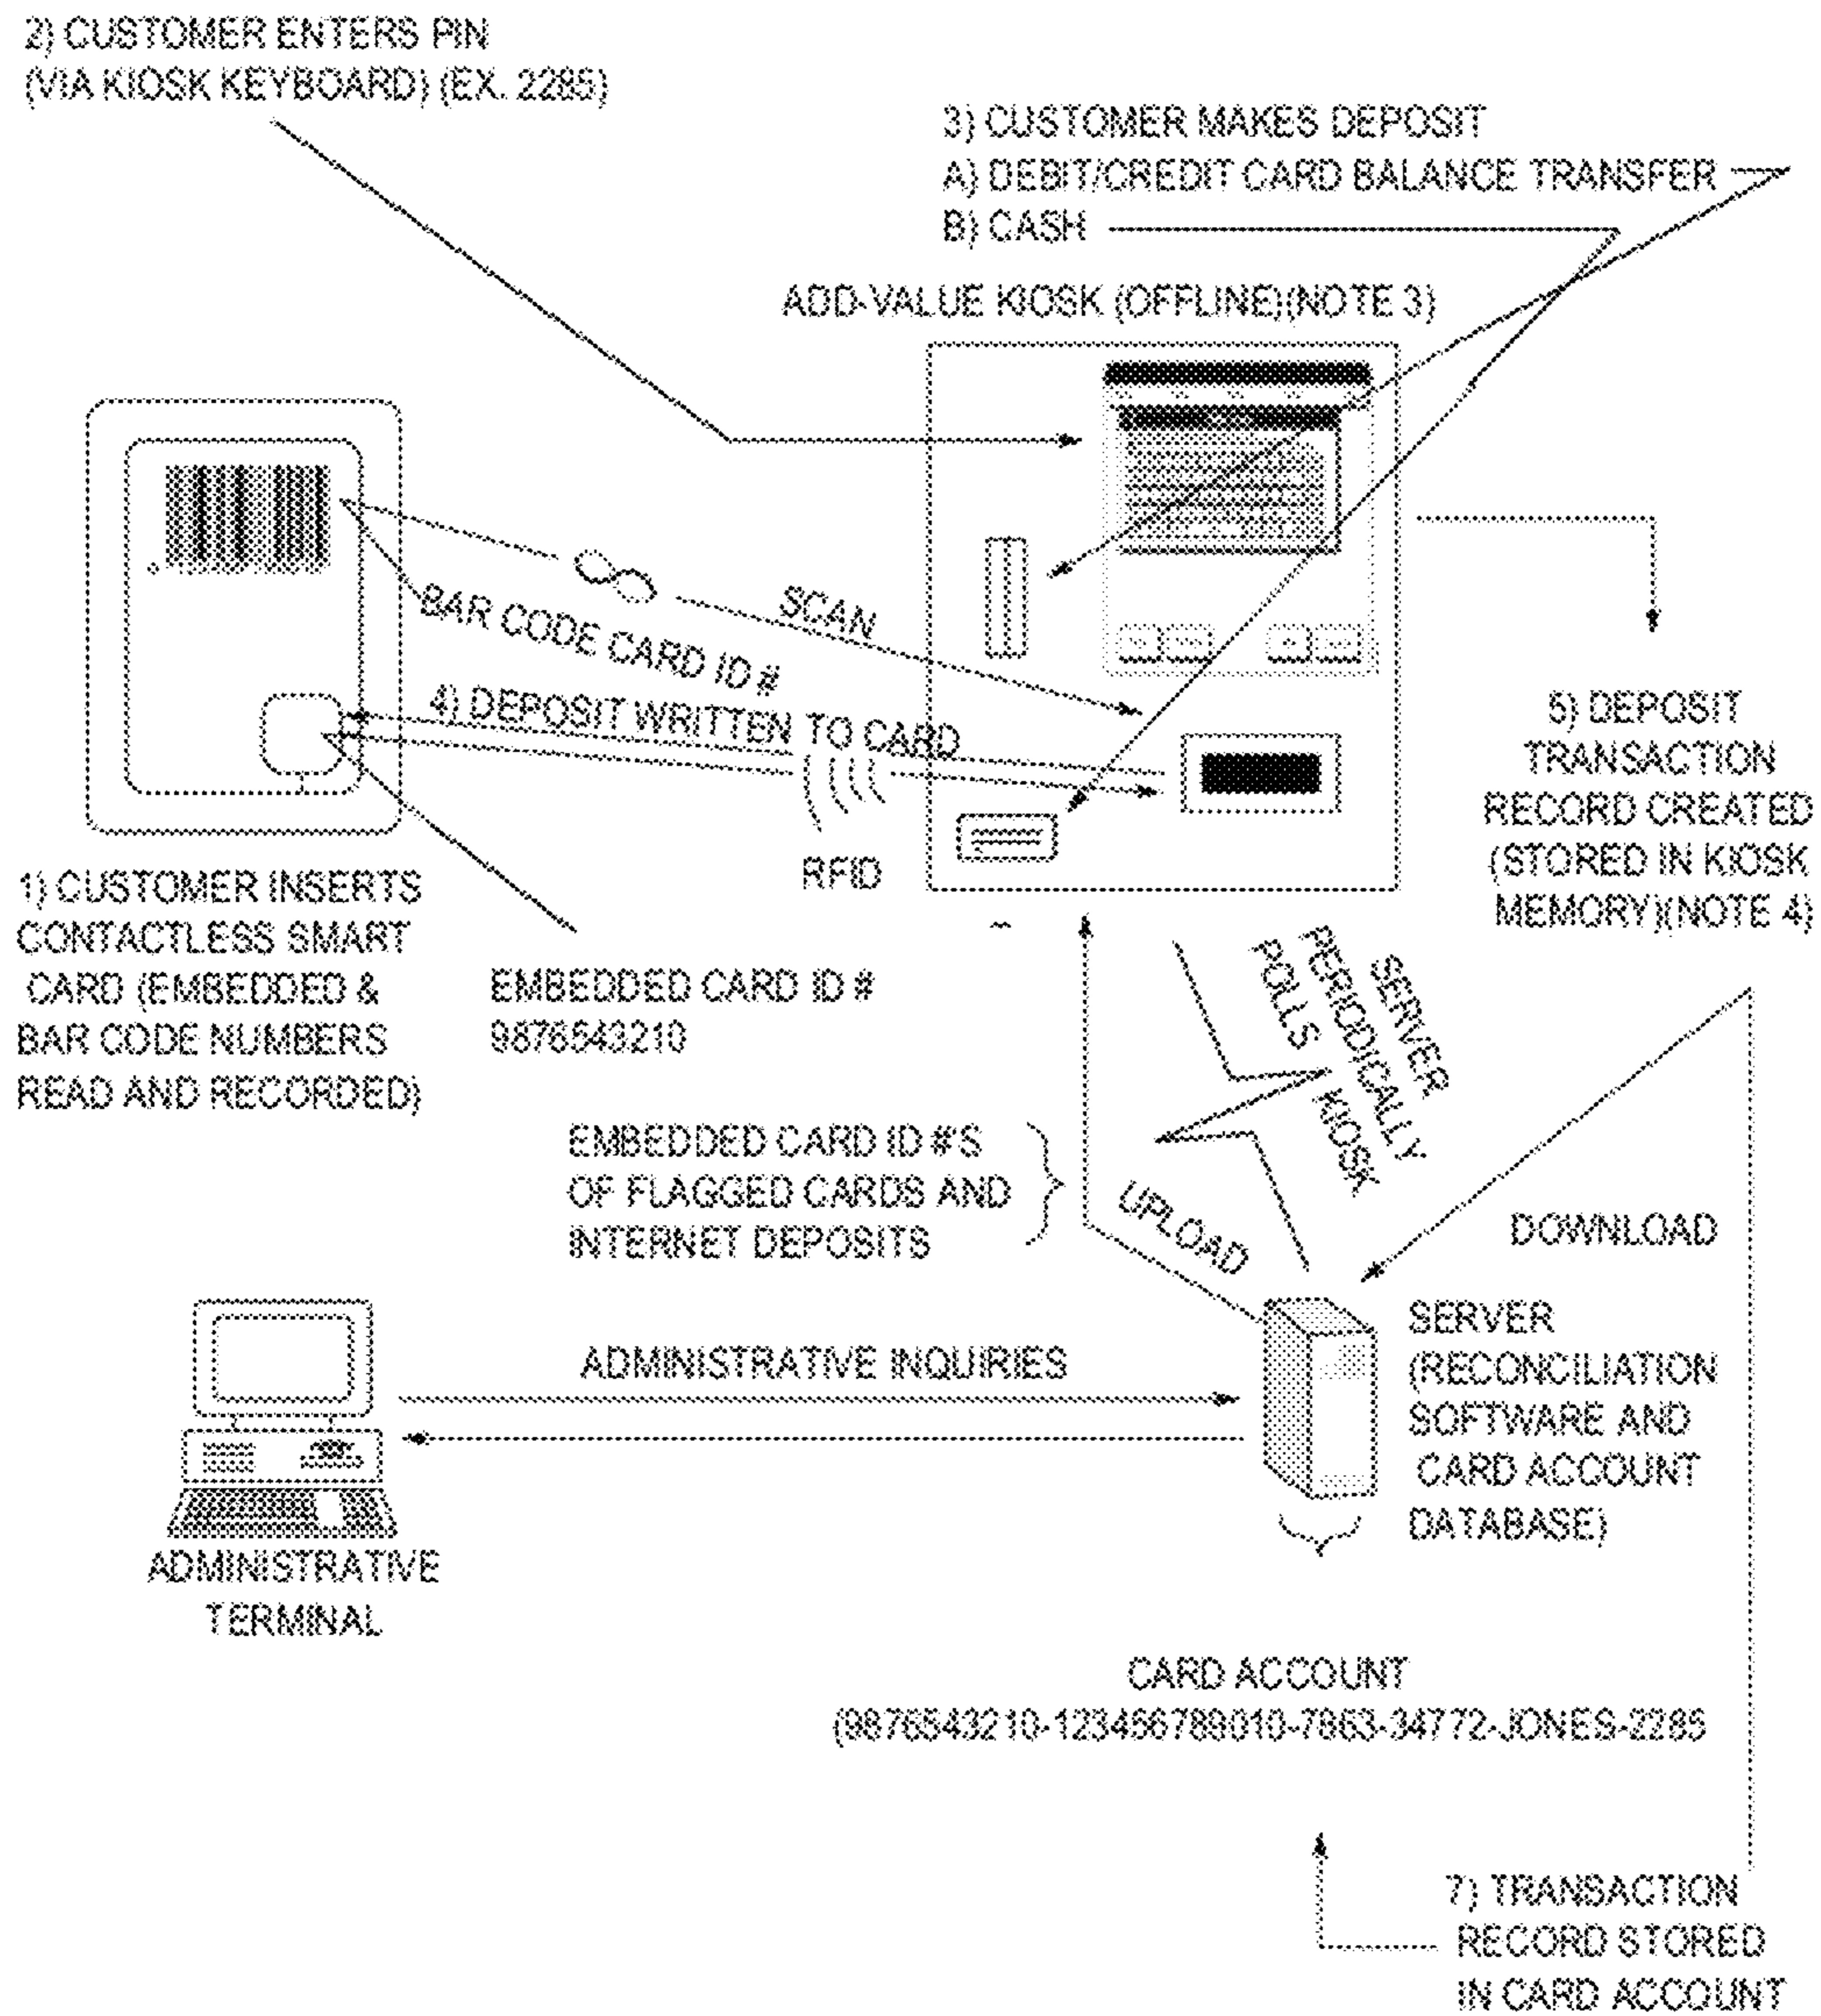 2) CUSTOMER ENTERS PIN
(VIA KIOSK KEYBOARD) (EX. 2285)
3) CUSTOMER MAKES DEPOSIT
A) DEBIT/CREDIT CARD BALANCE TRANSFER
B) CASH
ADD-VALUE KIOSK (OFFLINE)(NOTE 3)
SCAN
BAR CODE CARD ID #
4) DEPOSIT WRITTEN TO CARD
RFID
5) DEPOSIT
TRANSACTION
RECORD CREATED
(STORED IN KIOSK
MEMORY)(NOTE 4)
1) CUSTOMER INSERTS
CONTACTLESS SMART
CARD (EMBEDDED &
BAR CODE NUMBERS
READ AND RECORDED)
EMBEDDED CARD ID #
9876543210
SERVER
PERIODICALLY
POLLS KIOSK
EMBEDDED CARD ID #'S
OF FLAGGED CARDS AND
INTERNET DEPOSITS
UPLOAD
DOWNLOAD
SERVER
(RECONCILIATION
SOFTWARE AND
CARD ACCOUNT
DATABASE)
ADMINISTRATIVE INQUIRIES
ADMINISTRATIVE
TERMINAL
CARD ACCOUNT
(9876543210-123456789010-7863-34772-JONES-2285
7) TRANSACTION
RECORD STORED
IN CARD ACCOUNT